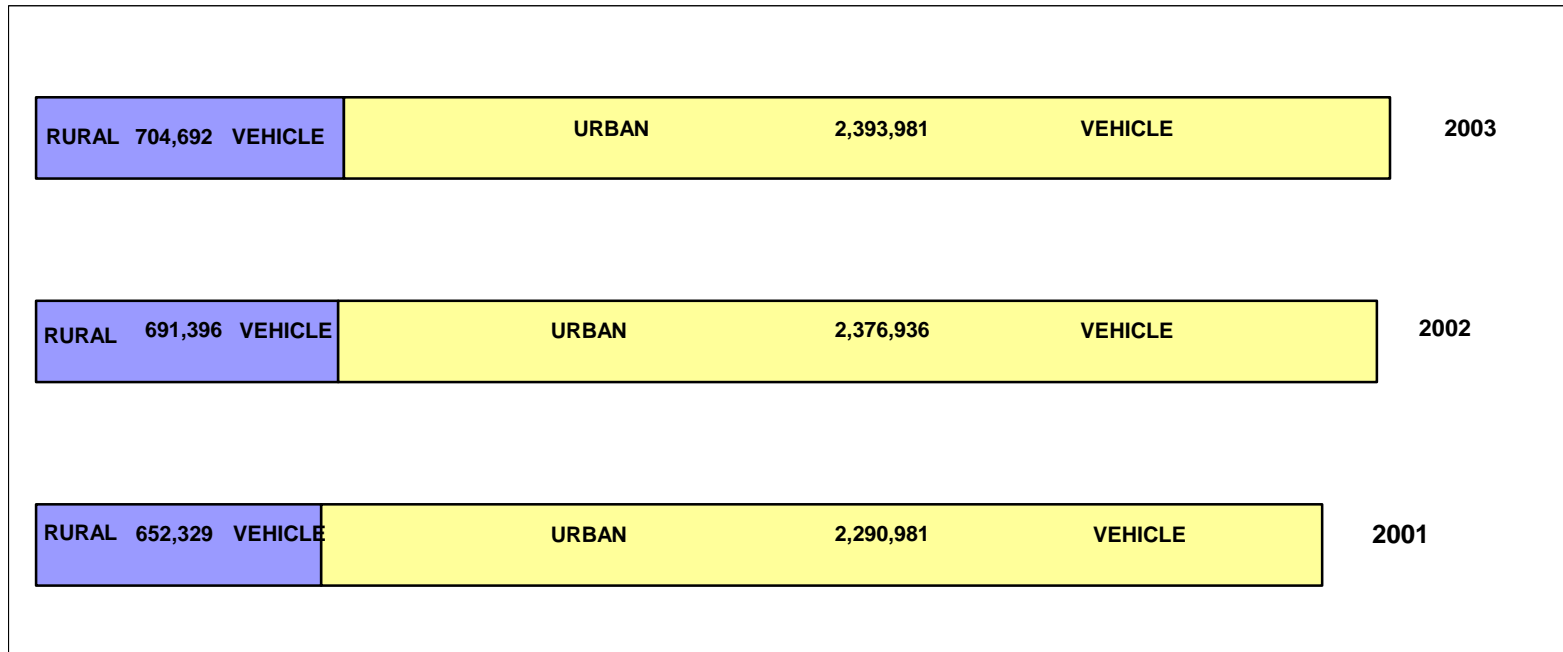 RURAL 704,692 VEHICLE URBAN 2,393,981 VEHICLE 2003
RURAL 691,396 VEHICLE URBAN 2,376,936 VEHICLE 2002
RURAL 652,329 VEHICLE URBAN 2,290,981 VEHICLE 2001